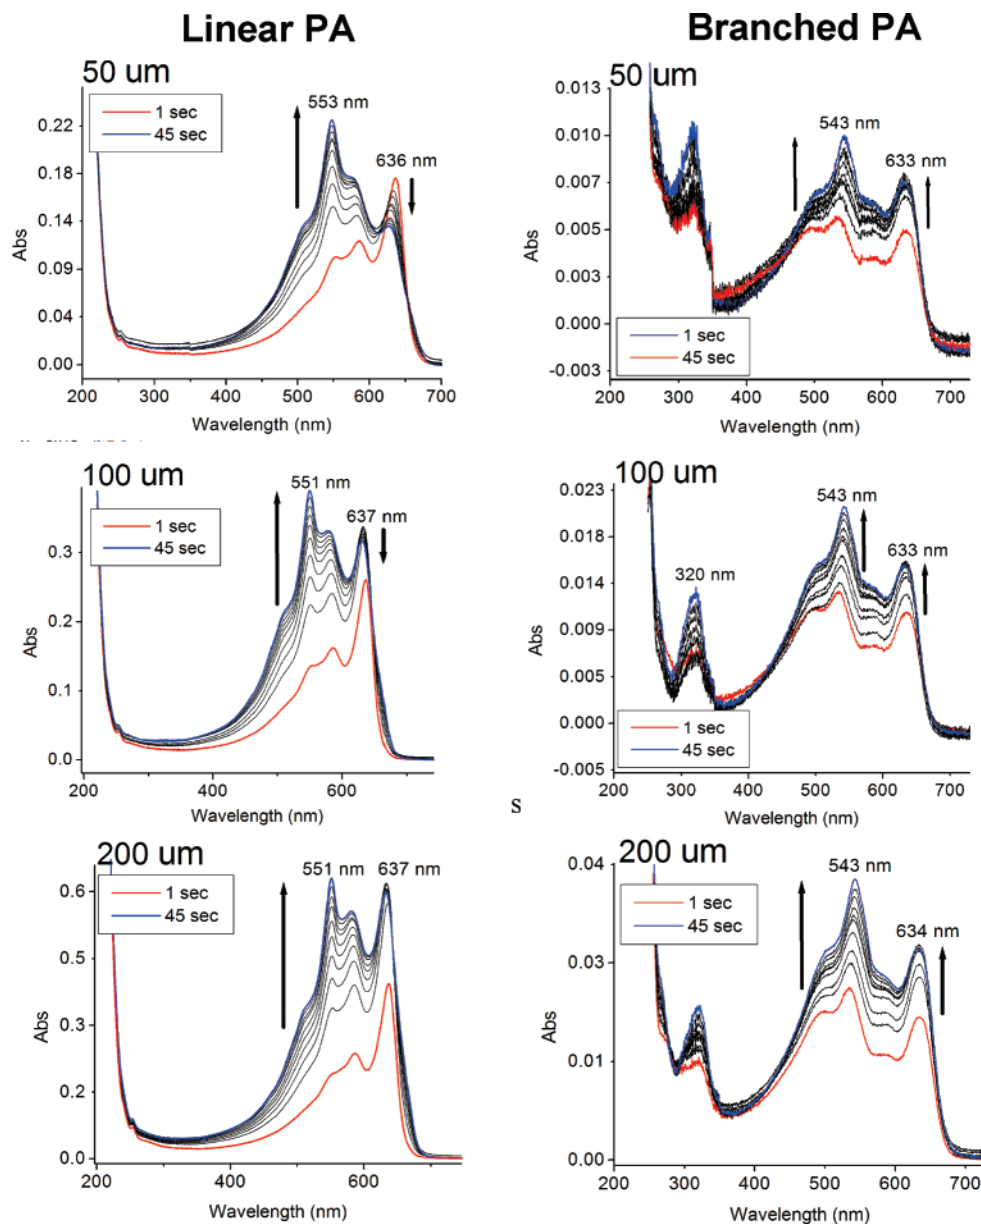 Linear PA
Branched PA
50 um
1 sec
45 sec
553 nm
636 nm
0.22
0.18
0.14
0.09
0.04
0.00
Abs
200 300 400 500 600 700
Wavelength (nm)
50 um
543 nm
633 nm
0.013
0.010
0.007
0.005
0.003
0.000
-0.003
Abs
1 sec
45 sec
200 300 400 500 600 700
Wavelength (nm)
100 um
1 sec
45 sec
551 nm
637 nm
0.3
0.2
0.1
0.0
Abs
200 400 600
Wavelength (nm)
100 um
543 nm
633 nm
320 nm
0.023
0.018
0.014
0.009
0.005
0.000
-0.005
Abs
1 sec
45 sec
200 300 400 500 600 700
Wavelength (nm)
s
200 um
1 sec
45 sec
551 nm
637 nm
0.6
0.5
0.3
0.2
0.0
Abs
200 300 400 500 600 700
Wavelength (nm)
200 um
1 sec
45 sec
543 nm
634 nm
0.04
0.03
0.01
0.00
Abs
200 300 400 500 600 700
Wavelength (nm)